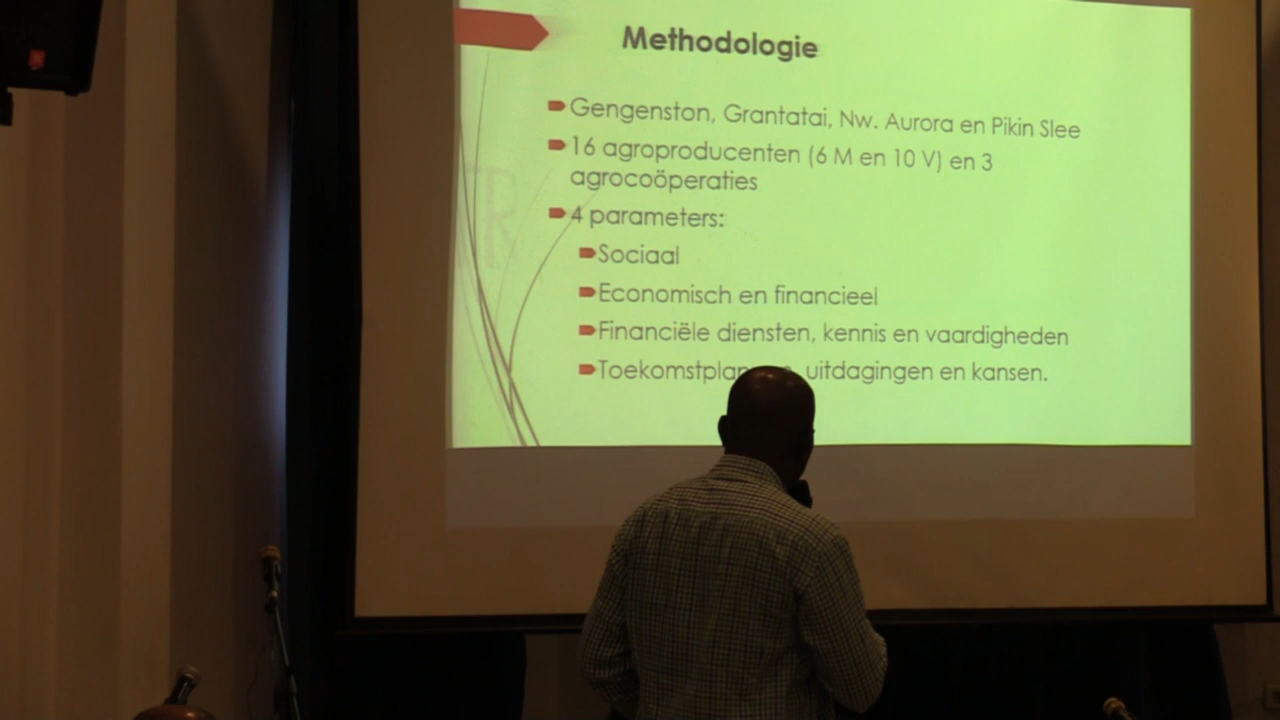 Methodologie
Gengenston, Grantatai, Nw. Aurora en Pikin Slee
16 agroproducenten (6 M en 10 V) en 3
agrocoöperaties
4 parameters:
Sociaal
Economisch en financieel
Financiële diensten, kennis en vaardigheden
uitdagingen en kansen.